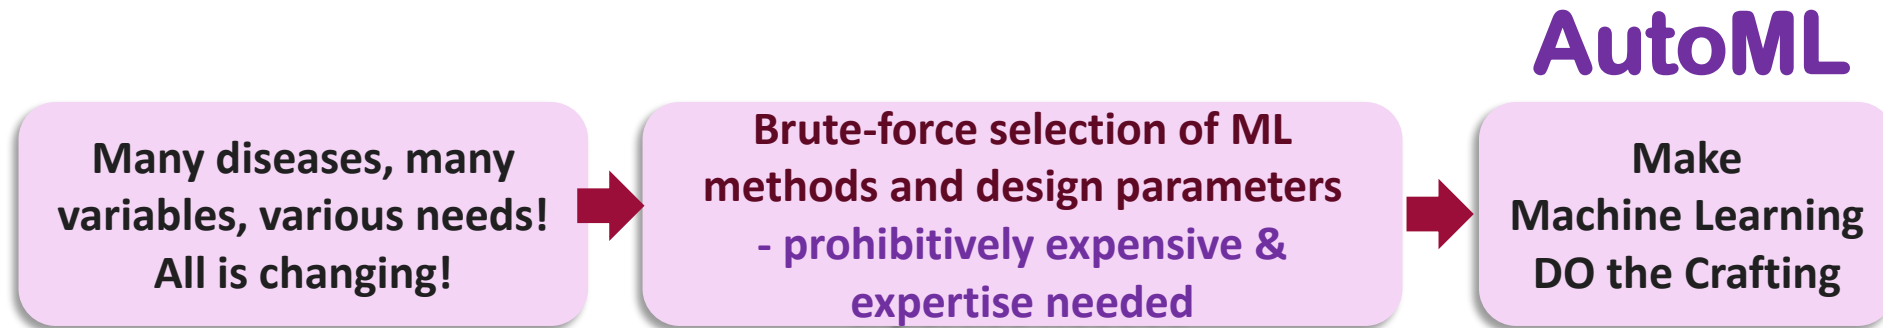 AutoML
Many diseases, many
variables, various needs!
All is changing!
Brute-force selection of ML
methods and design parameters
- prohibitively expensive &
expertise needed
Make
Machine Learning
DO the Crafting